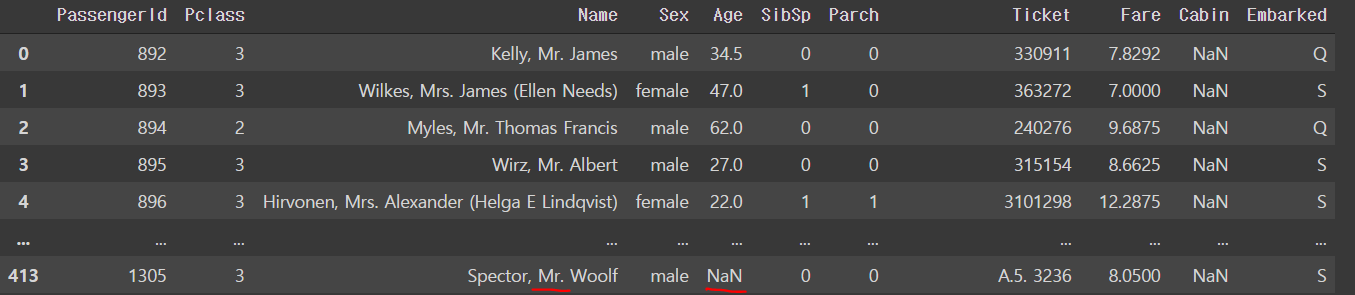 PassengerId Pclass Name Sex Age SibSp Parch Ticket Fare Cabin Embarked
0 892 3 Kelly, Mr. James male 34.5 0 0 330911 7.8292 NaN Q
1 893 3 Wilkes, Mrs. James (Ellen Needs) female 47.0 1 0 363272 7.0000 NaN S
2 894 2 Myles, Mr. Thomas Francis male 62.0 0 0 240276 9.6875 NaN Q
3 895 3 Wirz, Mr. Albert male 27.0 0 0 315154 8.6625 NaN S
4 896 3 Hirvonen, Mrs. Alexander (Helga E Lindqvist) female 22.0 1 1 3101298 12.2875 NaN S
... ... ... ... ... ... ... ... ... ... ... ...
413 1305 3 Spector, Mr. Woolf male NaN 0 0 A.5. 3236 8.0500 NaN S